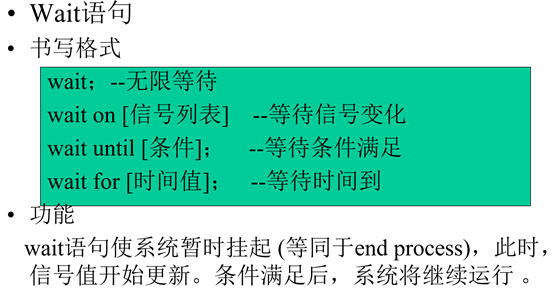 • Wait语句
• 书写格式
wait；--无限等待
wait on [信号列表]    --等待信号变化
wait until [条件]；    --等待条件满足
wait for [时间值]；    --等待时间到
• 功能
wait语句使系统暂时挂起 (等同于end process)，此时，
信号值开始更新。条件满足后，系统将继续运行 。